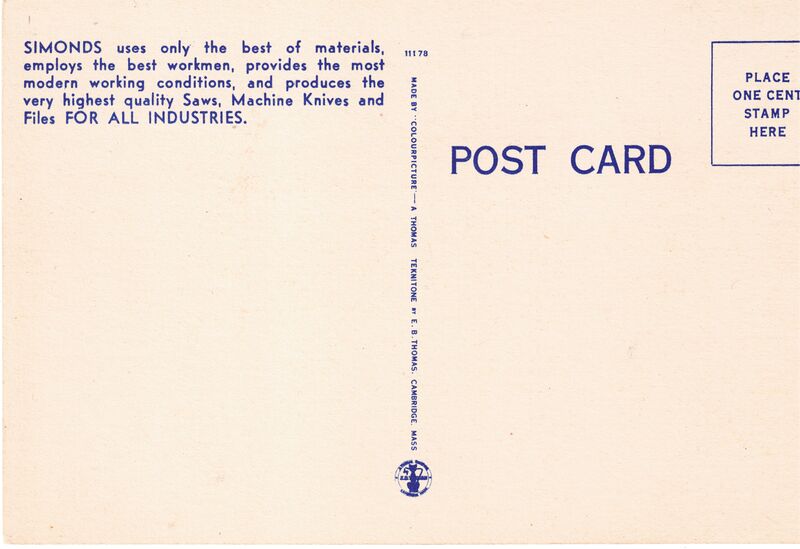 SIMONDS uses only the best of materials,
employs the best workmen, provides the most
modern working conditions, and produces the
very highest quality Saws, Machine Knives and
Files FOR ALL INDUSTRIES.
11178
MADE BY "COLOURPICTURE"—A THOMAS TEKNITONE BY E. B. THOMAS, CAMBRIDGE, MASS
POST CARD
PLACE
ONE CENT
STAMP
HERE